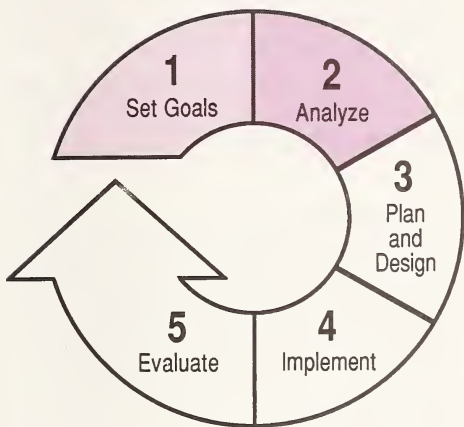 1
Set Goals
2
Analyze
3
Plan
and
Design
4
Implement
5
Evaluate